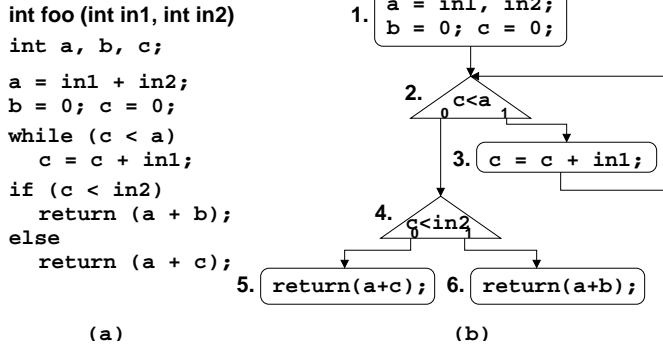 int foo (int in1, int in2)
int a, b, c;
a = in1 + in2;
b = 0; c = 0;
while (c < a)
c = c + in1;
if (c < in2)
return (a + b);
else
return (a + c);
(a)
1.
a = in1, in2;
b = 0; c = 0;
2.
c<a
0 1
3.
c = c + in1;
4.
c<in2
0 1
5.
return(a+c);
6.
return(a+b);
(b)